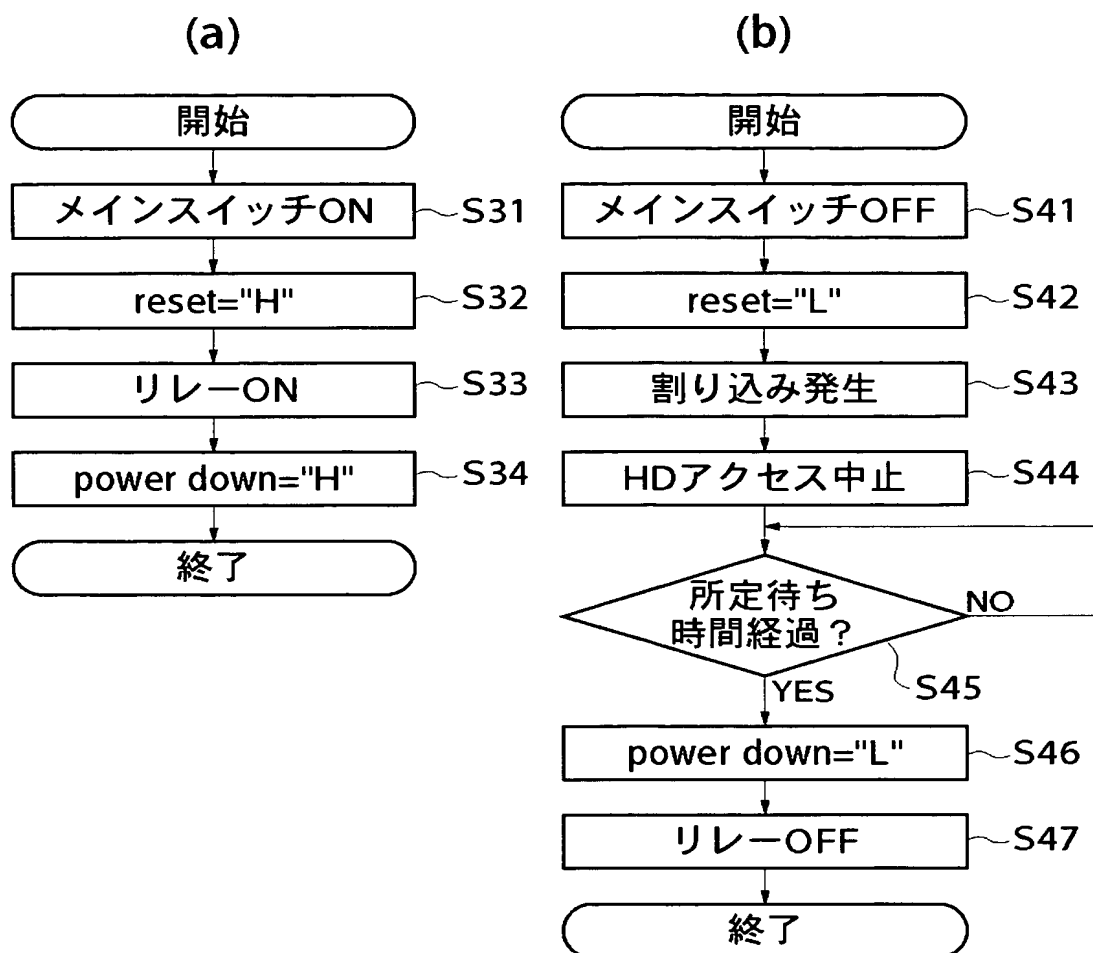 (a)
開始
メインスイッチON
S31
reset="H"
S32
リレーON
S33
power down="H"
S34
終了
(b)
開始
メインスイッチOFF
S41
reset="L"
S42
割り込み発生
S43
HDアクセス中止
S44
所定待ち
時間経過？
NO
S45
YES
power down="L"
S46
リレーOFF
S47
終了